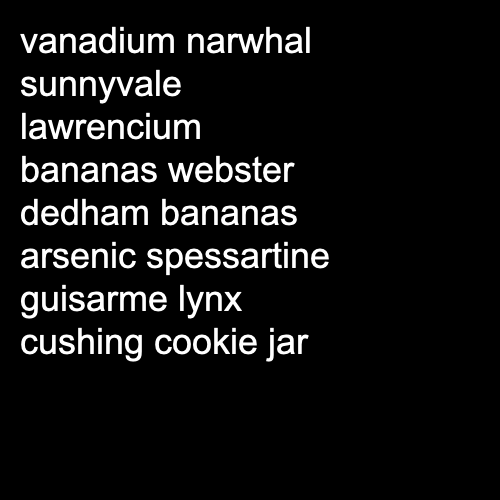 vanadium narwhal
sunnyvale
lawrencium
bananas webster
dedham bananas
arsenic spessartine
guisarme lynx
cushing cookie jar